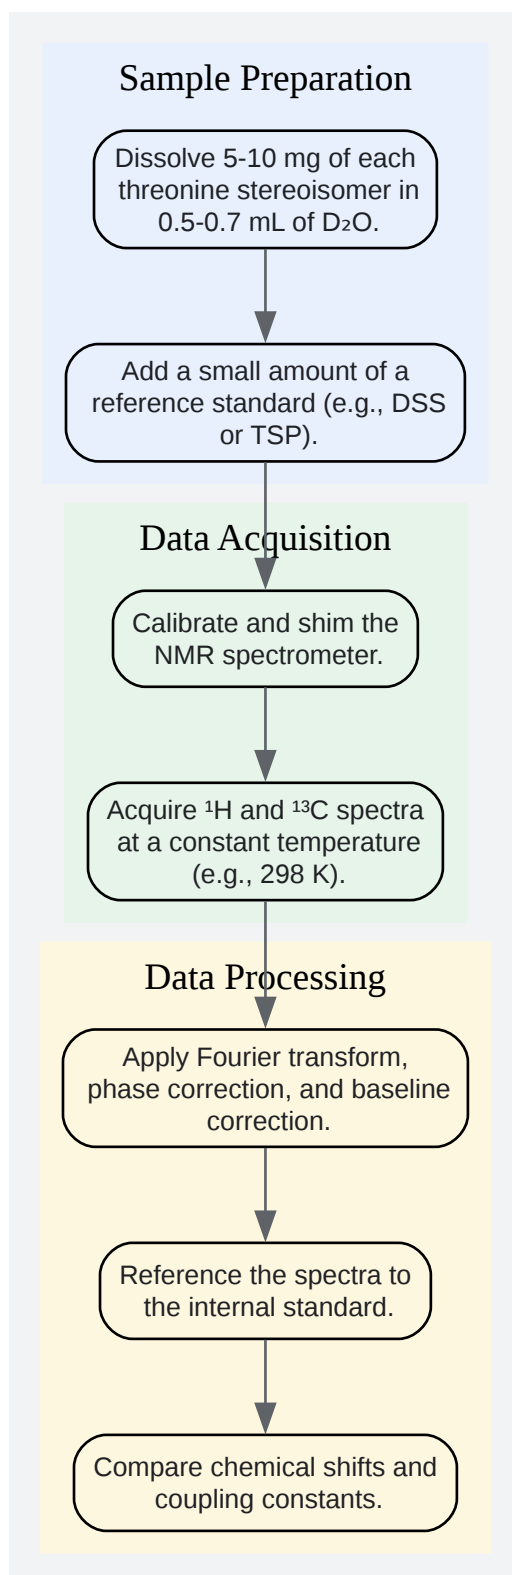 Sample Preparation
Dissolve 5-10 mg of each
threonine stereoisomer in
0.5-0.7 mL of D₂O.
Add a small amount of a
reference standard (e.g., DSS
or TSP).
Data Acquisition
Calibrate and shim the
NMR spectrometer.
Acquire ¹H and ¹³C spectra
at a constant temperature
(e.g., 298 K).
Data Processing
Apply Fourier transform,
phase correction, and baseline
correction.
Reference the spectra to
the internal standard.
Compare chemical shifts and
coupling constants.